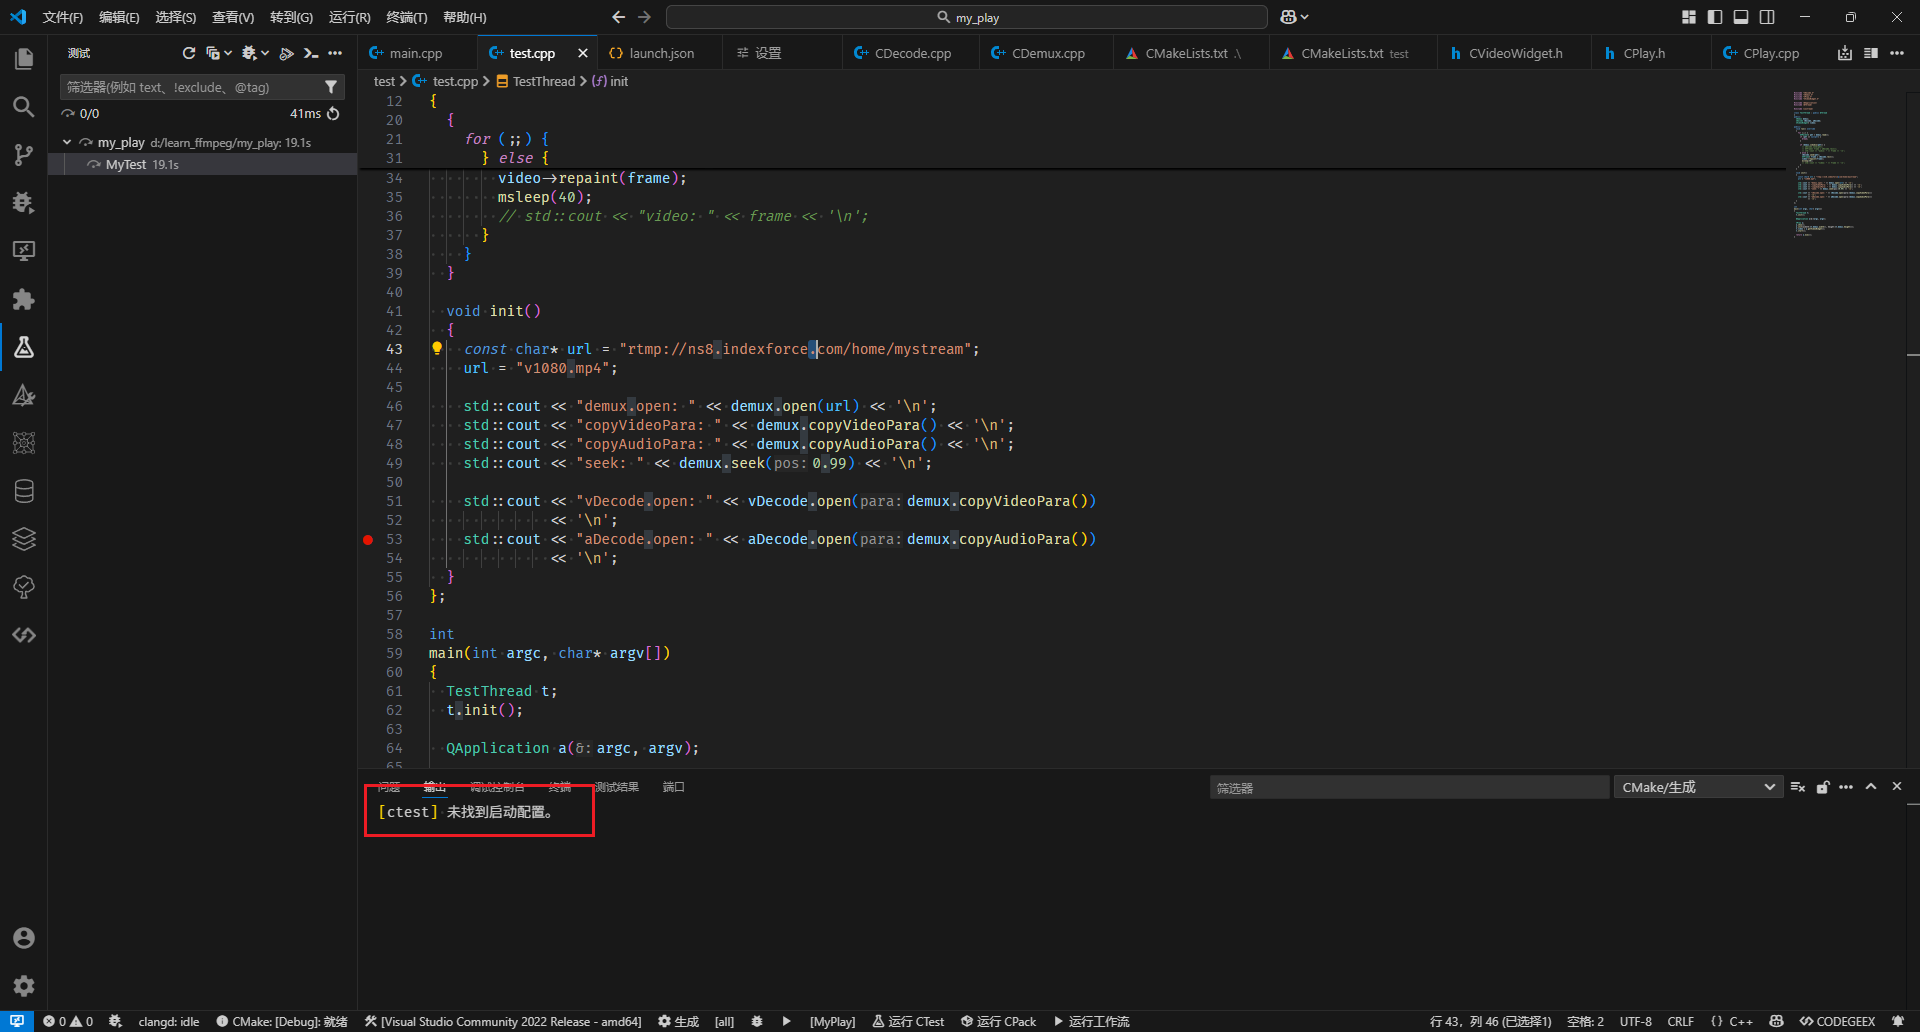 文件(F) 编辑(E) 选择(S) 查看(V) 转到(G) 运行(R) 终端(T) 帮助(H) my_play
测试
main.cpp test.cpp launch.json 设置 CDecode.cpp CDemux.cpp CMakeLists.txt .\ CMakeLists.txt test CVideoWidget.h CPlay.h CPlay.cpp
筛选器(例如 text、!exclude、@tag)
0/0 41ms
my_play d:/learn_ffmpeg/my_play: 19.1s
MyTest 19.1s
test > test.cpp > TestThread > init
12 {
20 {
21 for (;;) {
31 } else {
34 video->repaint(frame);
35 msleep(40);
36 // std::cout << "video: " << frame << '\n';
37 }
38 }
39 }
40
41 void init()
42 {
43 const char* url = "rtmp://ns8.indexforce.com/home/mystream";
44 url = "v1080.mp4";
45
46 std::cout << "demux.open: " << demux.open(url) << '\n';
47 std::cout << "copyVideoPara: " << demux.copyVideoPara() << '\n';
48 std::cout << "copyAudioPara: " << demux.copyAudioPara() << '\n';
49 std::cout << "seek: " << demux.seek(pos: 0.99) << '\n';
50
51 std::cout << "vDecode.open: " << vDecode.open(para: demux.copyVideoPara())
52 << '\n';
53 std::cout << "aDecode.open: " << aDecode.open(para: demux.copyAudioPara())
54 << '\n';
55 }
56 };
57
58 int
59 main(int argc, char* argv[])
60 {
61 TestThread t;
62 t.init();
63
64 QApplication a(&: argc, argv);
65
问题 输出 调试控制台 终端 测试结果 端口 筛选器 CMake/生成
[ctest] 未找到启动配置。
0 0 clangd: idle CMake: [Debug]: 就绪 [Visual Studio Community 2022 Release - amd64] 生成 [all] [MyPlay] 运行 CTest 运行 CPack 运行工作流 行 43，列 46 (已选择1) 空格: 2 UTF-8 CRLF {} C++ CODEGEEX